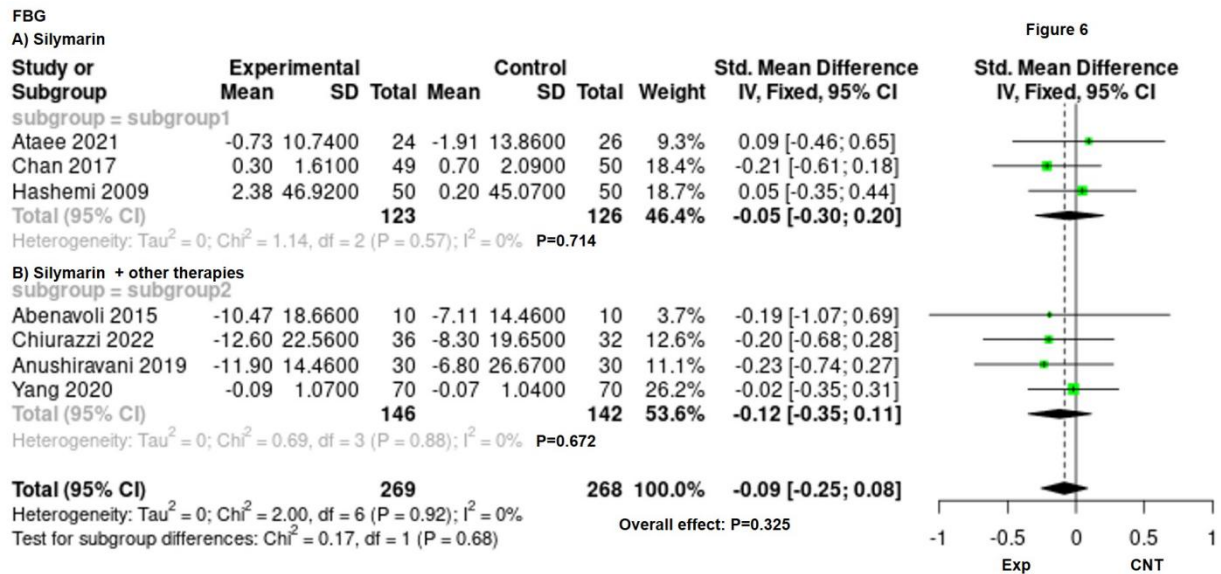 FBG
Figure 6
A) Silymarin
Study or Experimental Control Std. Mean Difference Std. Mean Difference
Subgroup Mean SD Total Mean SD Total Weight IV, Fixed, 95% CI IV, Fixed, 95% CI
subgroup = subgroup1
Ataee 2021 -0.73 10.7400 24 -1.91 13.8600 26 9.3% 0.09 [-0.46; 0.65]
Chan 2017 0.30 1.6100 49 0.70 2.0900 50 18.4% -0.21 [-0.61; 0.18]
Hashemi 2009 2.38 46.9200 50 0.20 45.0700 50 18.7% 0.05 [-0.35; 0.44]
Total (95% CI) 123 126 46.4% -0.05 [-0.30; 0.20]
Heterogeneity: Tau² = 0; Chi² = 1.14, df = 2 (P = 0.57); I² = 0% P=0.714
B) Silymarin + other therapies
subgroup = subgroup2
Abenavoli 2015 -10.47 18.6600 10 -7.11 14.4600 10 3.7% -0.19 [-1.07; 0.69]
Chiurazzi 2022 -12.60 22.5600 36 -8.30 19.6500 32 12.6% -0.20 [-0.68; 0.28]
Anushiravani 2019 -11.90 14.4600 30 -6.80 26.6700 30 11.1% -0.23 [-0.74; 0.27]
Yang 2020 -0.09 1.0700 70 -0.07 1.0400 70 26.2% -0.02 [-0.35; 0.31]
Total (95% CI) 146 142 53.6% -0.12 [-0.35; 0.11]
Heterogeneity: Tau² = 0; Chi² = 0.69, df = 3 (P = 0.88); I² = 0% P=0.672
Total (95% CI) 269 268 100.0% -0.09 [-0.25; 0.08]
Heterogeneity: Tau² = 0; Chi² = 2.00, df = 6 (P = 0.92); I² = 0%
Overall effect: P=0.325
Test for subgroup differences: Chi² = 0.17, df = 1 (P = 0.68)
-1 -0.5 0 0.5 1
Exp CNT